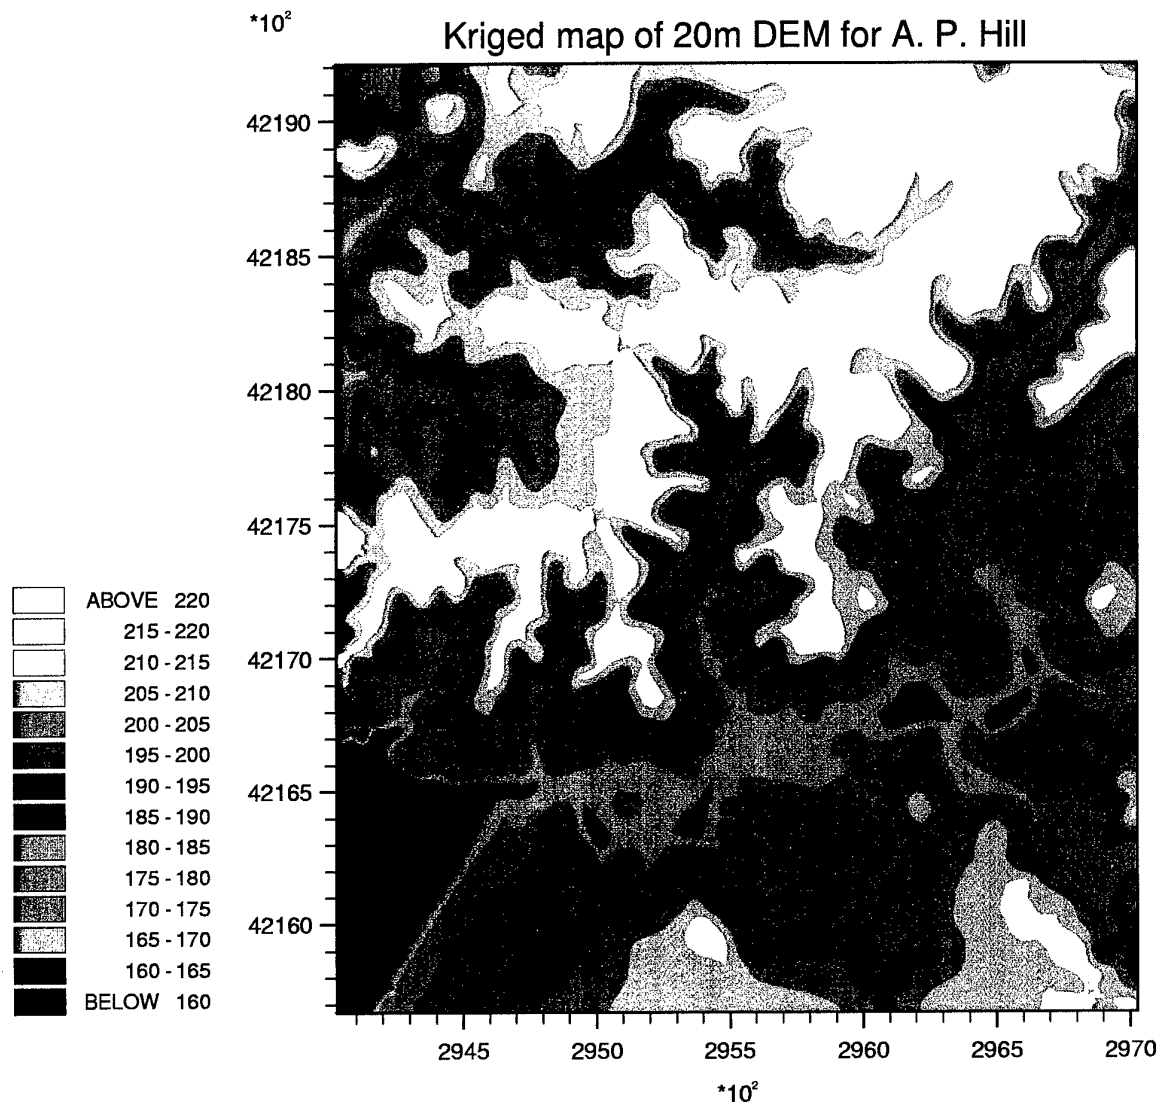 *10²
Kriged map of 20m DEM for A. P. Hill
42190
42185
42180
42175
42170
42165
42160
ABOVE 220
215 - 220
210 - 215
205 - 210
200 - 205
195 - 200
190 - 195
185 - 190
180 - 185
175 - 180
170 - 175
165 - 170
160 - 165
BELOW 160
2945 2950 2955 2960 2965 2970
*10²